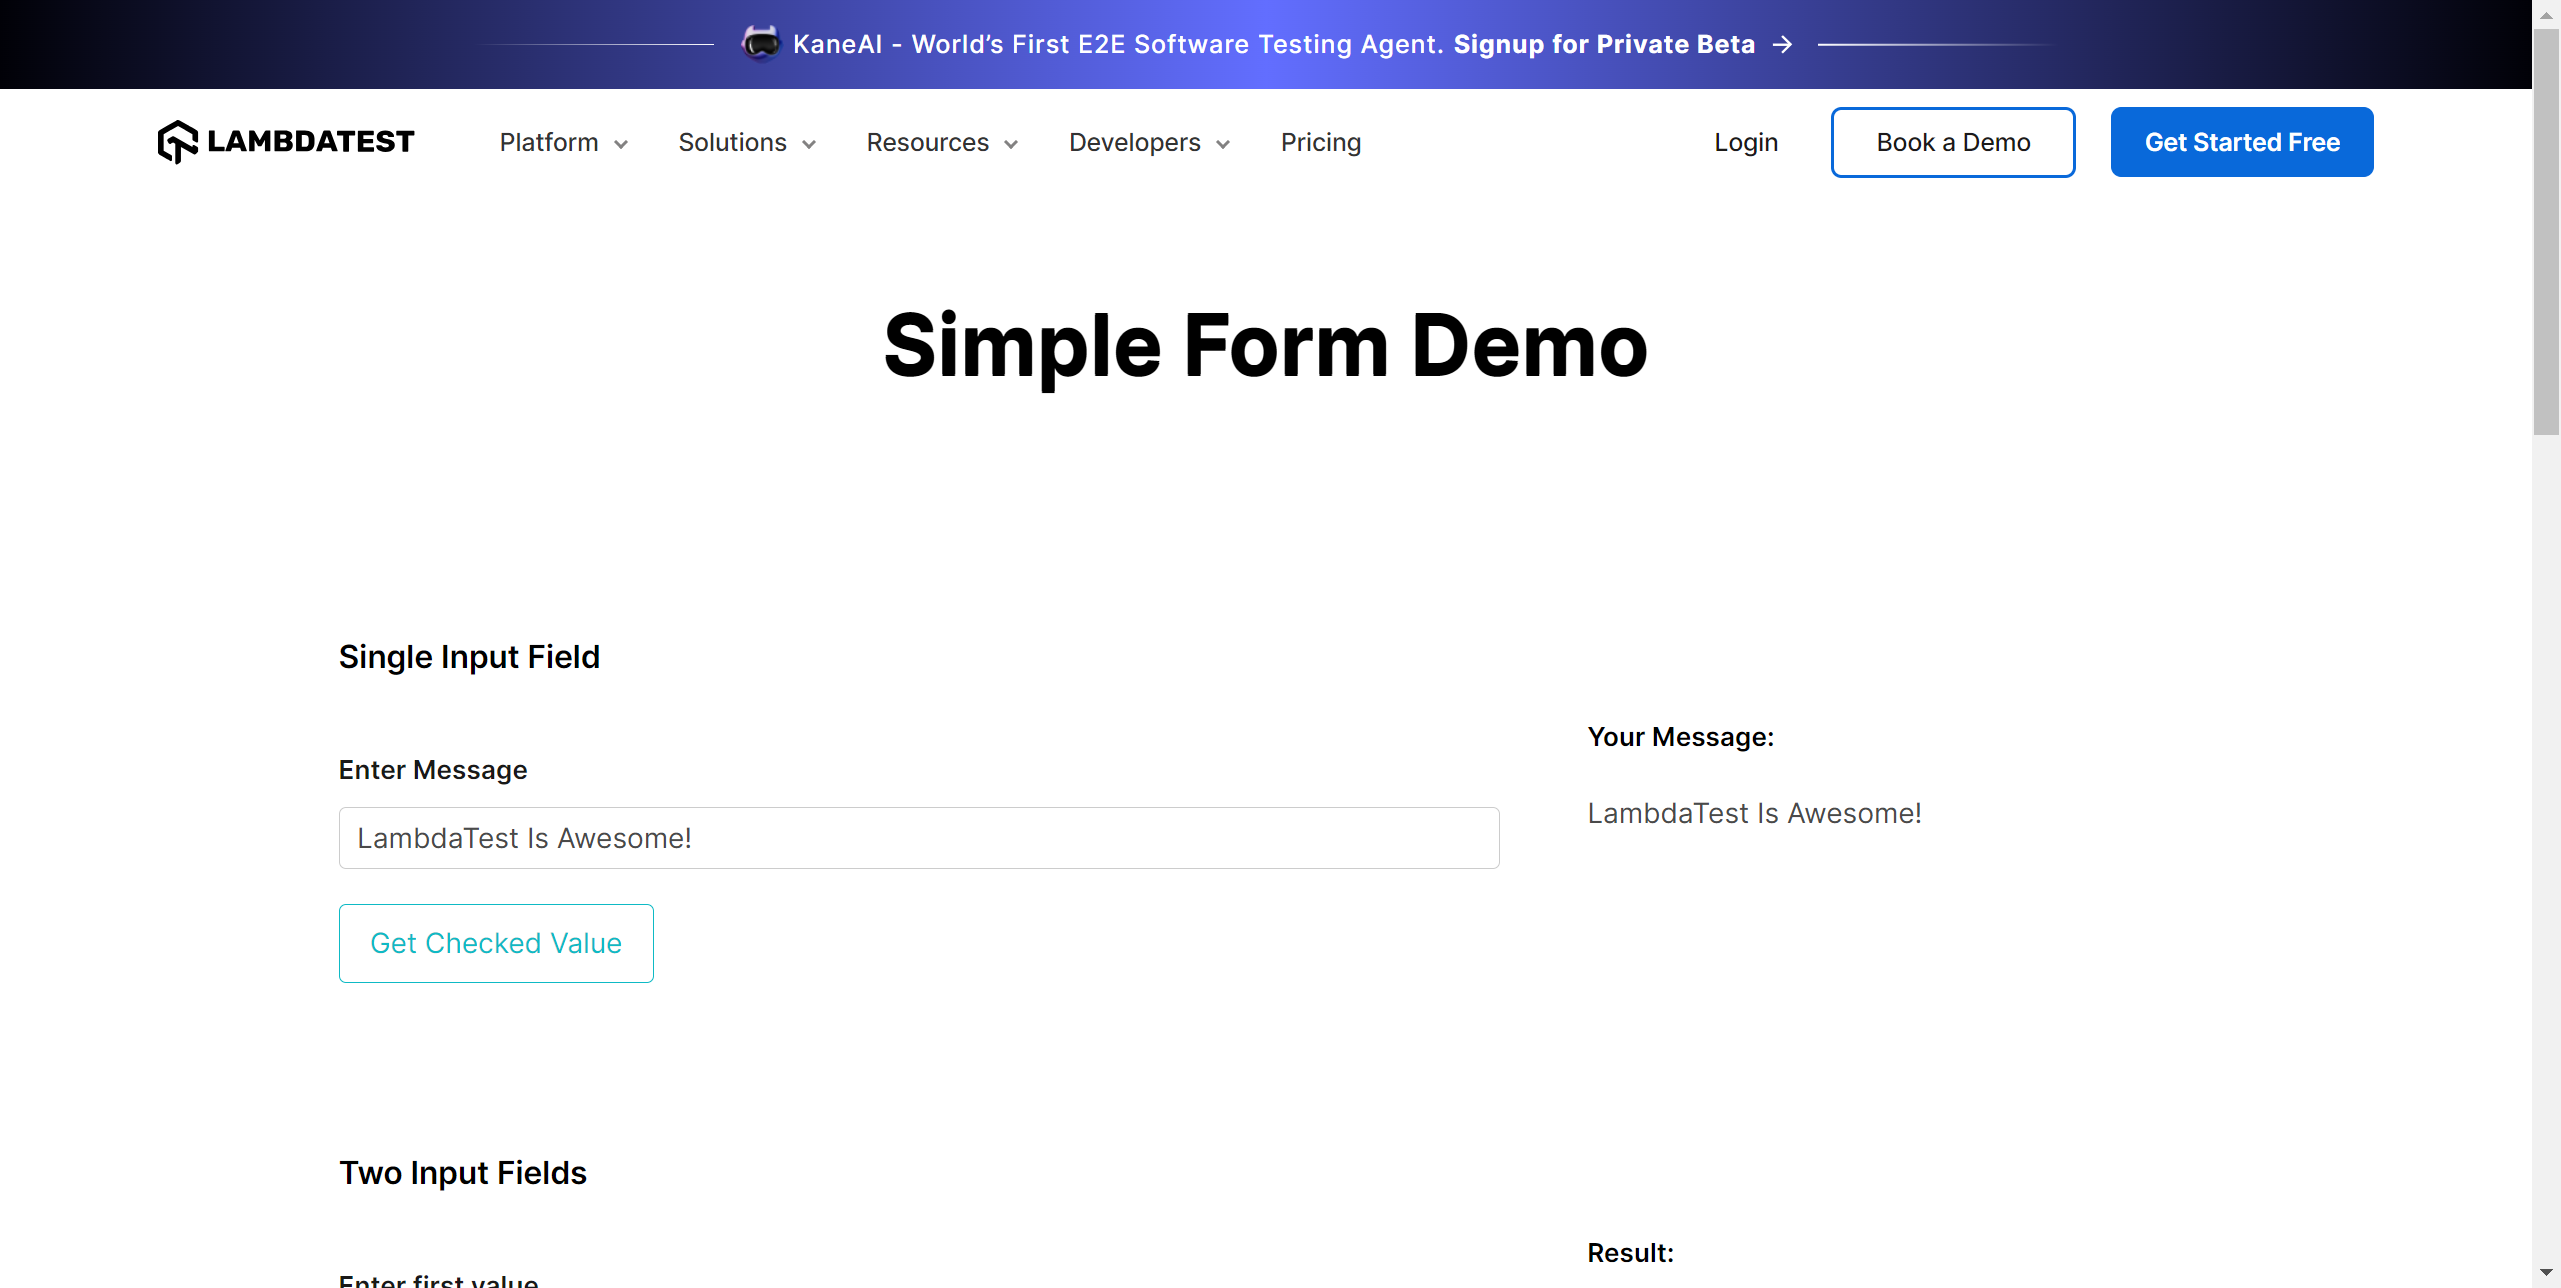 KaneAI - World’s First E2E Software Testing Agent. Signup for Private Beta →
LAMBDATEST Platform Solutions Resources Developers Pricing Login Book a Demo Get Started Free
Simple Form Demo
Single Input Field
Your Message:
Enter Message
LambdaTest Is Awesome!
LambdaTest Is Awesome!
Get Checked Value
Two Input Fields
Result:
Enter first value